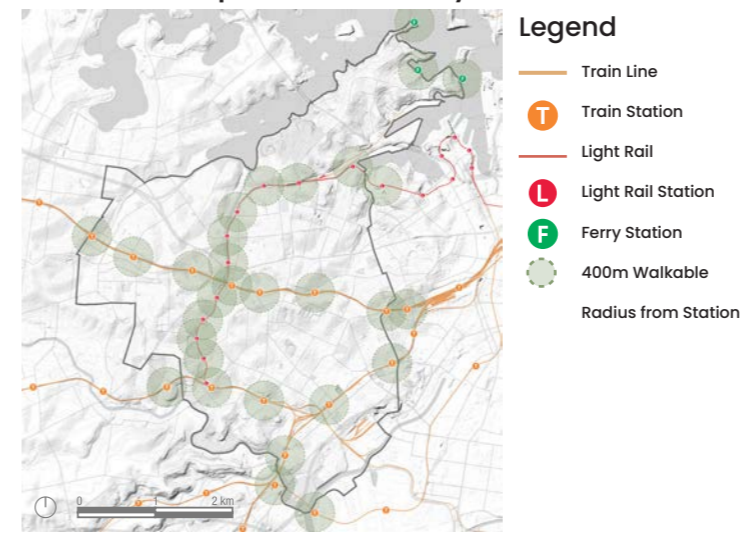 Legend
Train Line
T
Train Station
Light Rail
L
Light Rail Station
F
Ferry Station
400m Walkable
Radius from Station
0
1
2 km